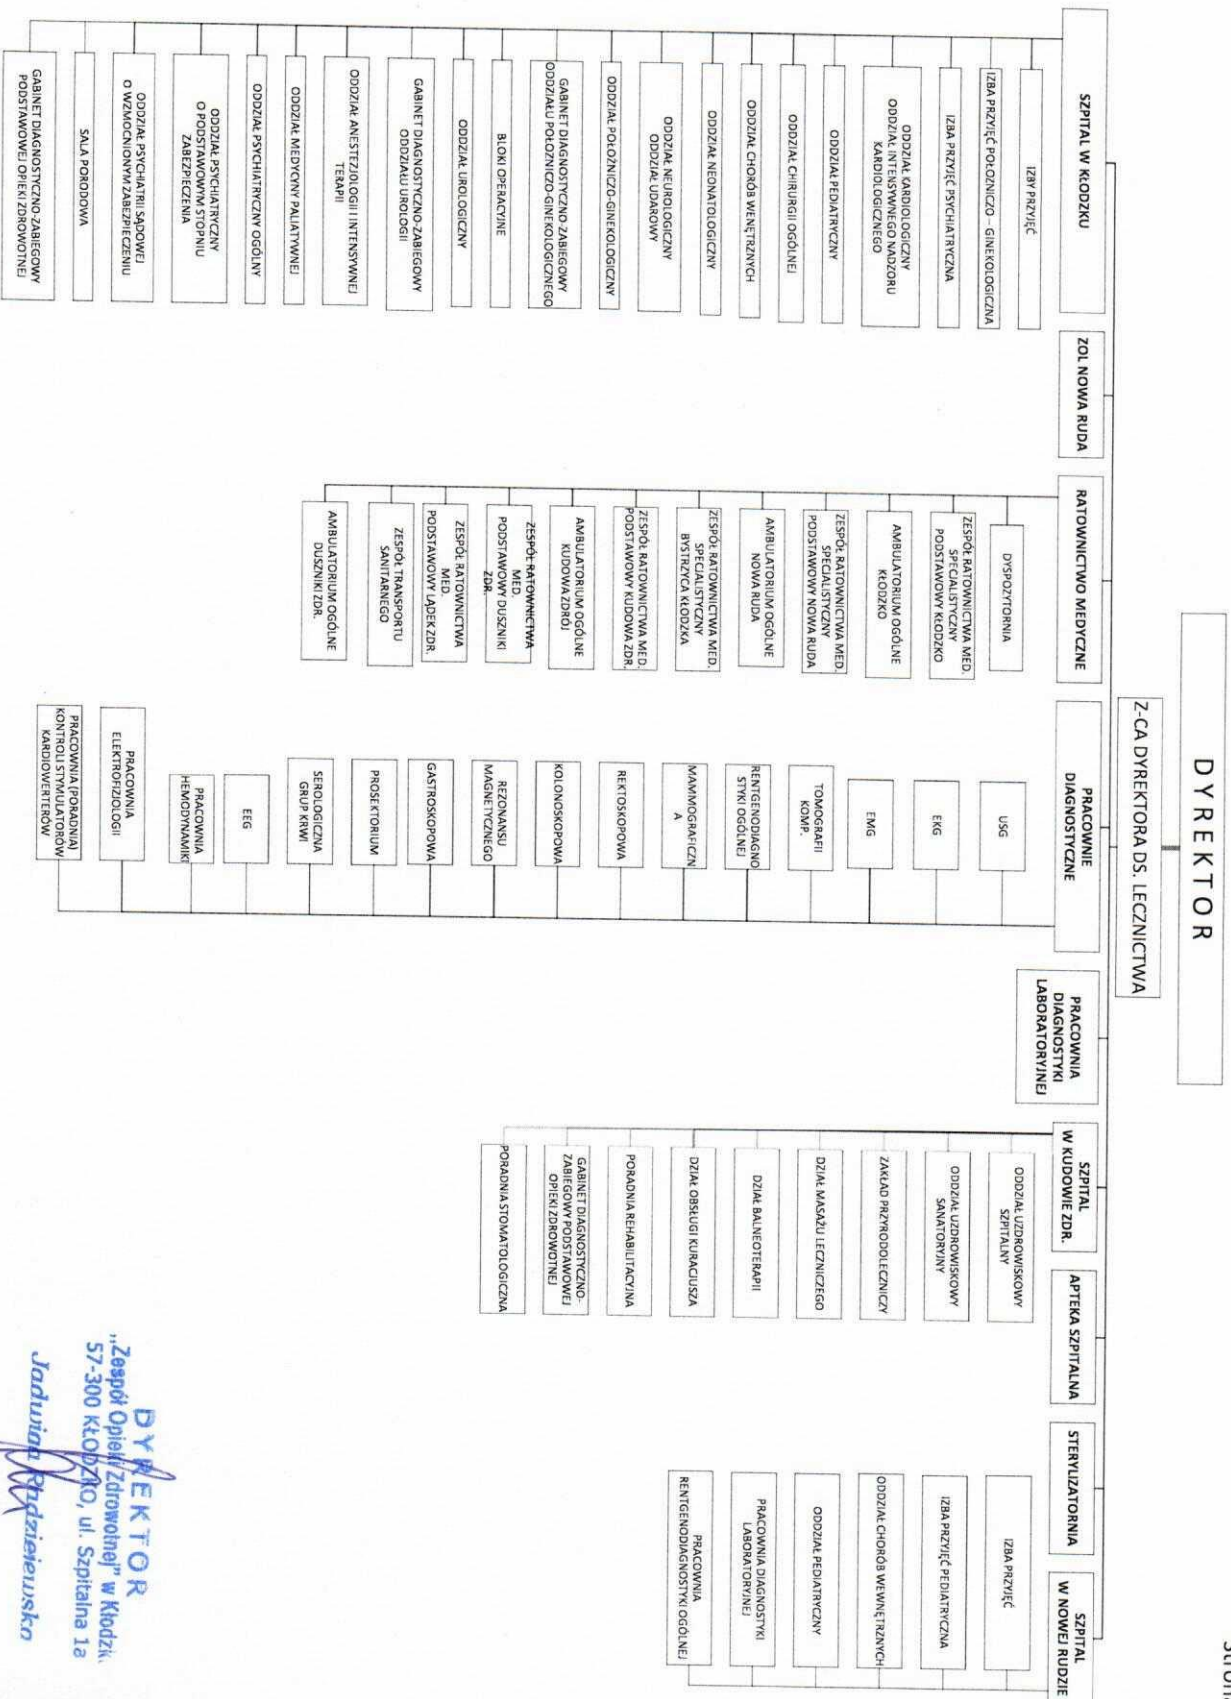 DYREKTOR
Z-CA DYREKTORA DS. LECZNICTWA
SZPITAL W KŁODZKU
IZBY PRZYJĘĆ
IZBA PRZYJĘĆ POŁOŻNICZO – GINEKOLOGICZNA
IZBA PRZYJĘĆ PSYCHIATRYCZNA
ODDZIAŁ KARDIOLOGICZNY
ODDZIAŁ INTENSYWNEGO NADZORU
KARDIOLOGICZNEGO
ODDZIAŁ PEDIATRYCZNY
ODDZIAŁ CHIRURGII OGÓLNEJ
ODDZIAŁ CHORÓB WENĘTRZNYCH
ODDZIAŁ NEONATOLOGICZNY
ODDZIAŁ NEUROLOGICZNY
ODDZIAŁ UDAROWY
ODDZIAŁ POŁOŻNICZO-GINEKOLOGICZNY
GABINET DIAGNOSTYCZNO-ZABIEGOWY
ODDZIAŁU POŁOŻNICZO-GINEKOLOGICZNEGO
BLOKI OPERACYJNE
ODDZIAŁ UROLOGICZNY
GABINET DIAGNOSTYCZNO-ZABIEGOWY
ODDZIAŁU UROLOGII
ODDZIAŁ ANESTEZJOLOGII I INTENSYWNEJ
TERAPII
ODDZIAŁ MEDYCYNY PALIATYWNEJ
ODDZIAŁ PSYCHIATRYCZNY OGÓLNY
ODDZIAŁ PSYCHIATRYCZNY
O PODSTAWOWYM STOPNIU
ZABEZPIECZENIA
ODDZIAŁ PSYCHIATRII SĄDOWEJ
O WZMOCNIONYM ZABEZPIECZENIU
SALA PORODOWA
GABINET DIAGNOSTYCZNO-ZABIEGOWY
PODSTAWOWEJ OPIEKI ZDROWOTNEJ
ZOL NOWA RUDA
RATOWNICTWO MEDYCZNE
DYSPOZYTORNIA
ZESPÓŁ RATOWNICTWA MED.
SPECJALISTYCZNY
PODSTAWOWY KŁODZKO
AMBULATORIUM OGÓLNE
KŁODZKO
ZESPÓŁ RATOWNICTWA MED.
SPECJALISTYCZNY
PODSTAWOWY NOWA RUDA
AMBULATORIUM OGÓLNE
NOWA RUDA
ZESPÓŁ RATOWNICTWA MED.
SPECJALISTYCZNY
BYSTRZYCA KŁODZKA
ZESPÓŁ RATOWNICTWA MED.
PODSTAWOWY KUDOWA ZDR.
AMBULATORIUM OGÓLNE
KUDOWA ZDRÓJ
ZESPÓŁ RATOWNICTWA
MED.
PODSTAWOWY DUSZNIKI
ZDR.
ZESPÓŁ RATOWNICTWA
MED.
PODSTAWOWY LĄDEK ZDR.
ZESPÓŁ TRANSPORTU
SANITARNEGO
AMBULATORIUM OGÓLNE
DUSZNIKI ZDR.
PRACOWNIE
DIAGNOSTYCZNE
USG
EKG
EMG
TOMOGRAFII
KOMP.
RENTGENODIAGNO
STYKI OGÓLNEJ
MAMMOGRAFICZN
A
REKTOSKOPOWA
KOLONOSKOPOWA
REZONANSU
MAGNETYCZNEGO
GASTROSKOPOWA
PROSEKTORIUM
SEROLOGICZNA
GRUP KRWI
EEG
PRACOWNIA
HEMODYNAMIKI
PRACOWNIA
ELEKTROFIZJOLOGII
PRACOWNIA (PORADNIA)
KONTROLI STYMULATORÓW
KARDIOWERTERÓW
PRACOWNIA
DIAGNOSTYKI
LABORATORYJNEJ
SZPITAL
W KUDOWIE ZDR.
ODDZIAŁ UZDROWISKOWY
SZPITALNY
ODDZIAŁ UZDROWISKOWY
SANATORYJNY
ZAKŁAD PRZYRODOLECZNICZY
DZIAŁ MASAŻU LECZNICZEGO
DZIAŁ BALNEOTERAPII
DZIAŁ OBSŁUGI KURACJUSZA
PORADNIA REHABILITACYJNA
GABINET DIAGNOSTYCZNO-
ZABIEGOWY PODSTAWOWEJ
OPIEKI ZDROWOTNEJ
PORADNIA STOMATOLOGICZNA
APTEKA SZPITALNA
STERYLIZATORNIA
SZPITAL
W NOWEJ RUDZIE
IZBA PRZYJĘĆ
IZBA PRZYJĘĆ PEDIATRYCZNA
ODDZIAŁ CHORÓB WEWNĘTRZNYCH
ODDZIAŁ PEDIATRYCZNY
PRACOWNIA DIAGNOSTYKI
LABORATORYJNEJ
PRACOWNIA
RENTGENODIAGNOSTYKI OGÓLNEJ
DYREKTOR
„Zespół Opieki Zdrowotnej" w Kłodzk
57-300 KŁODZKO, ul. Szpitalna 1a
Jadwiga Radziejewska